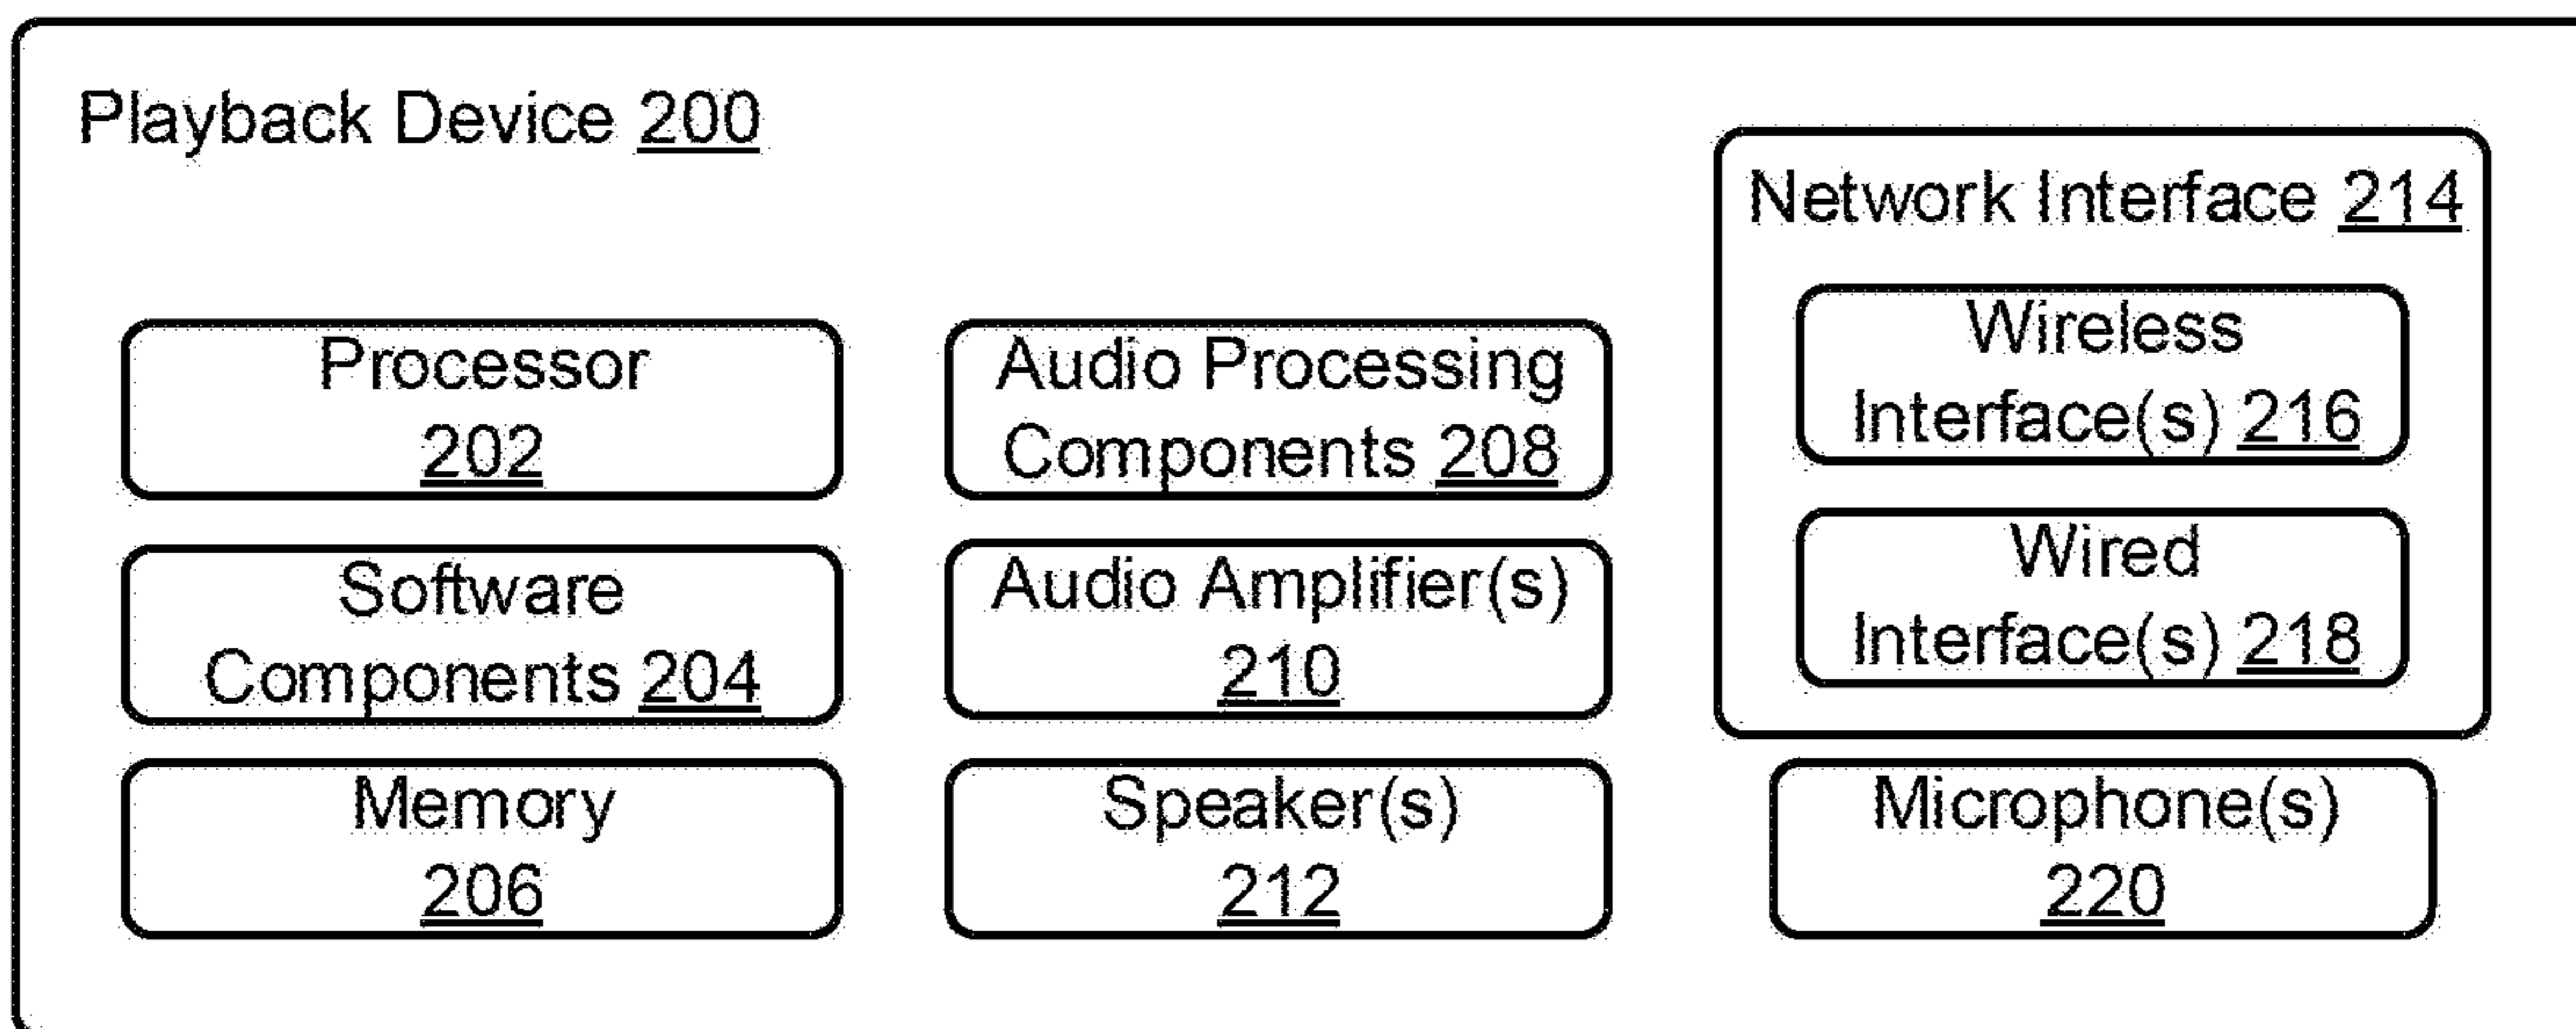 Playback Device 200
Processor
202
Software
Components 204
Memory
206
Audio Processing
Components 208
Audio Amplifier(s)
210
Speaker(s)
212
Network Interface 214
Wireless
Interface(s) 216
Wired
Interface(s) 218
Microphone(s)
220